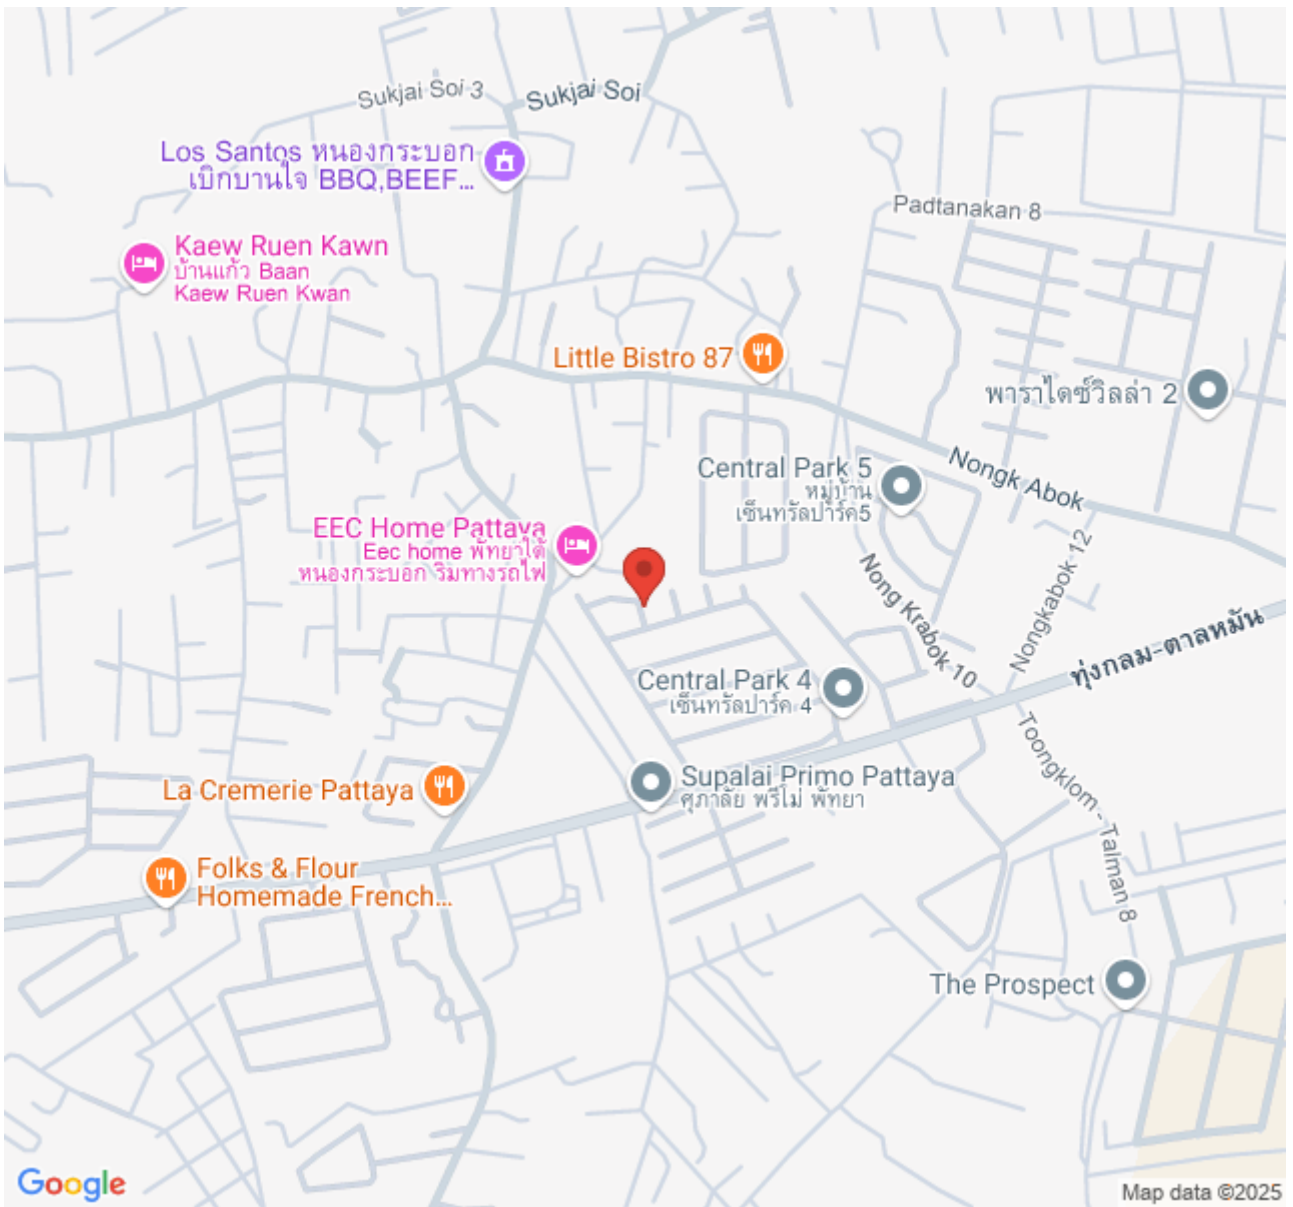 Sukjai Soi 3
Sukjai Soi
Los Santos หนองกระบอก
เบิกบานใจ BBQ,BEEF...
Padtanakan 8
Kaew Ruen Kawn
บ้านแก้ว Baan
Kaew Ruen Kwan
Little Bistro 87
พาราไดซ์วิลล่า 2
Nongk Abok
Central Park 5
หมู่บ้าน
เซ็นทรัลปาร์ค5
EEC Home Pattaya
Eec home พัทยาใต้
หนองกระบอก ริมทางรถไฟ
Nong Krabok 10
Nongkabok 12
ทุ่งกลม-ตาลหมัน
Central Park 4
เซ็นทรัลปาร์ค 4
Toongklom - Talman 8
Supalai Primo Pattaya
ศุภาลัย พรีโม่ พัทยา
La Cremerie Pattaya
Folks & Flour
Homemade French...
The Prospect
Google
Map data ©2025